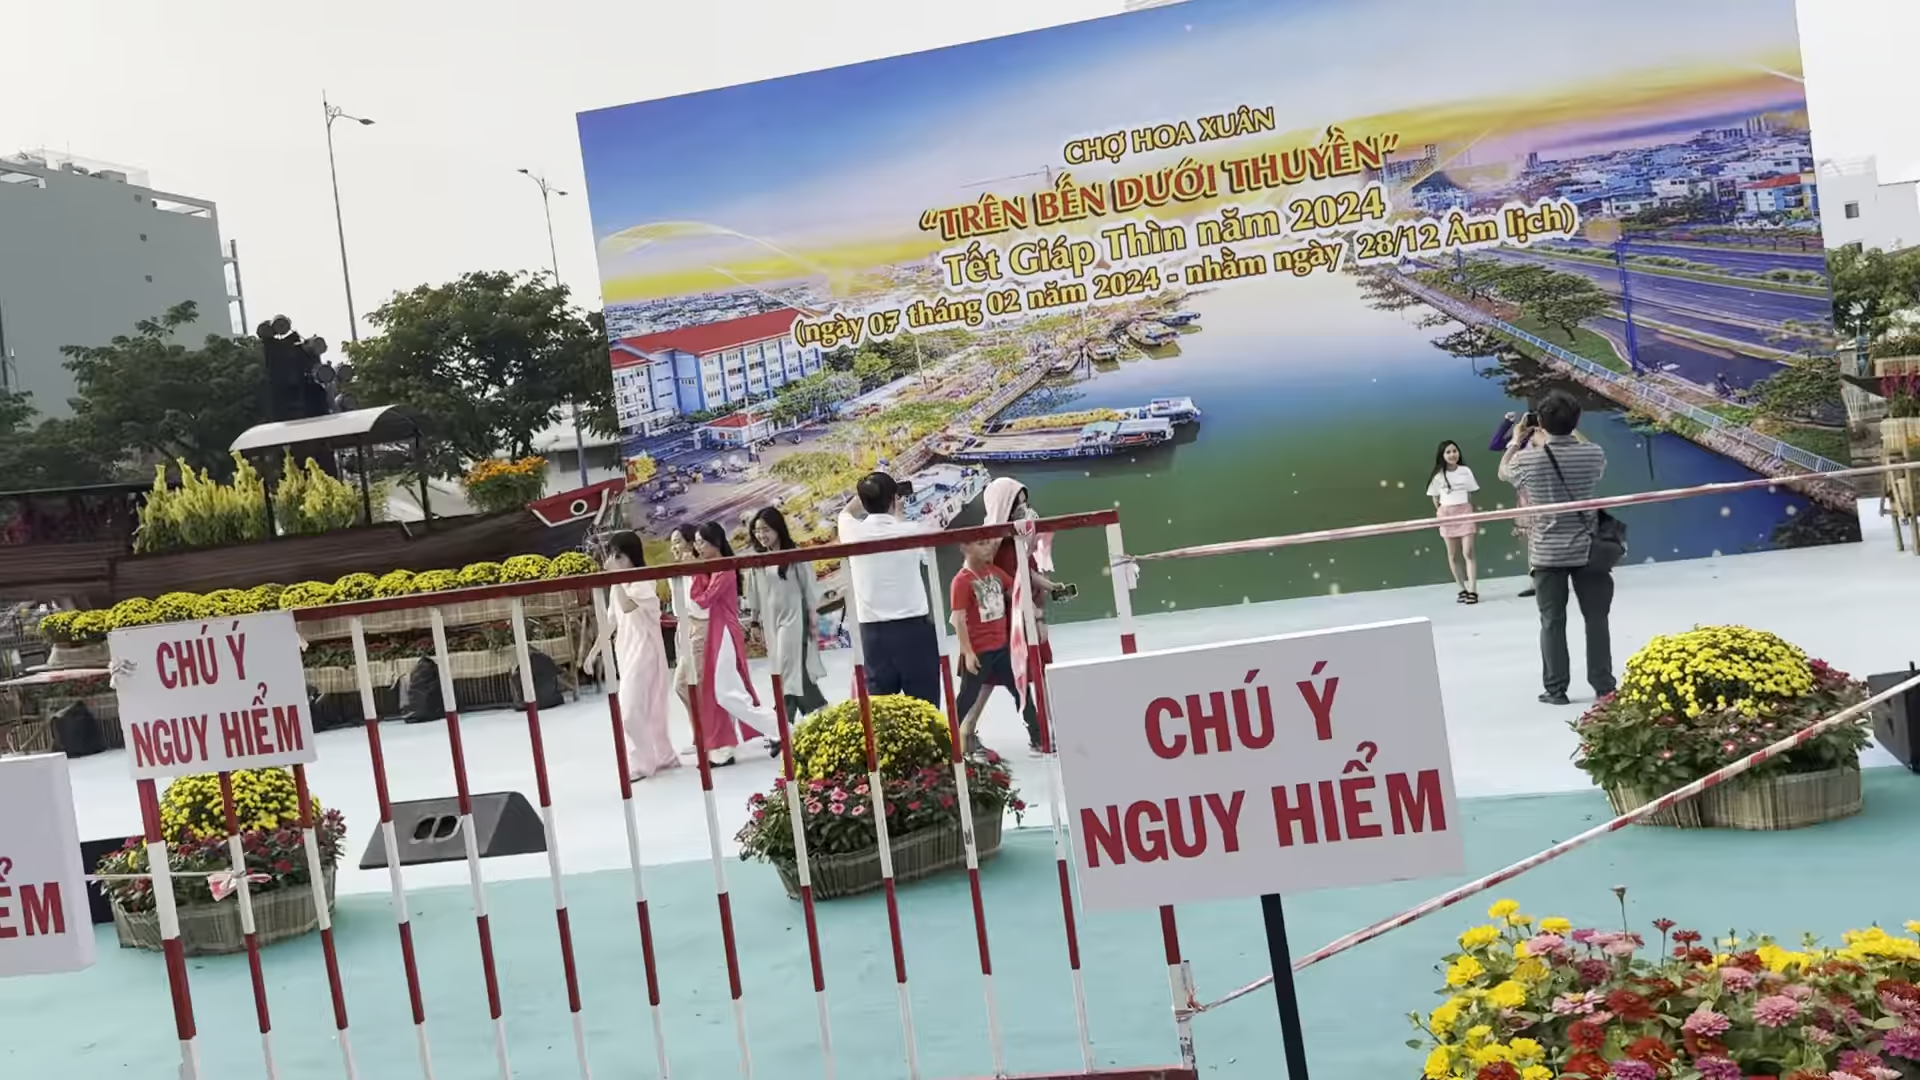 CHỢ HOA XUÂN
“TRÊN BẾN DƯỚI THUYỀN”
Tết Giáp Thìn năm 2024
(ngày 07 tháng 02 năm 2024 - nhằm ngày 28/12 Âm lịch)
CHÚ Ý
NGUY HIỂM
CHÚ Ý
NGUY HIỂM
ỂM